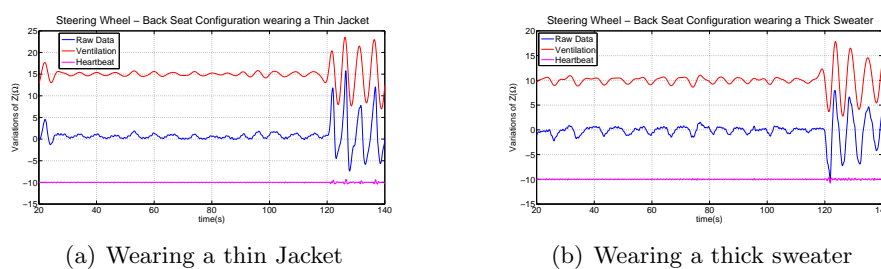 Steering Wheel – Back Seat Configuration wearing a Thin Jacket
Variations of Z(Ω)
25
20
15
10
5
0
−5
−10
−15
20 40 60 80 100 120 140
time(s)
Raw Data
Ventilation
Heartbeat
(a) Wearing a thin Jacket
Steering Wheel – Back Seat Configuration wearing a Thick Sweater
Variations of Z(Ω)
20
15
10
5
0
−5
−10
−15
20 40 60 80 100 120 140
time(s)
Raw Data
Ventilation
Heartbeat
(b) Wearing a thick sweater